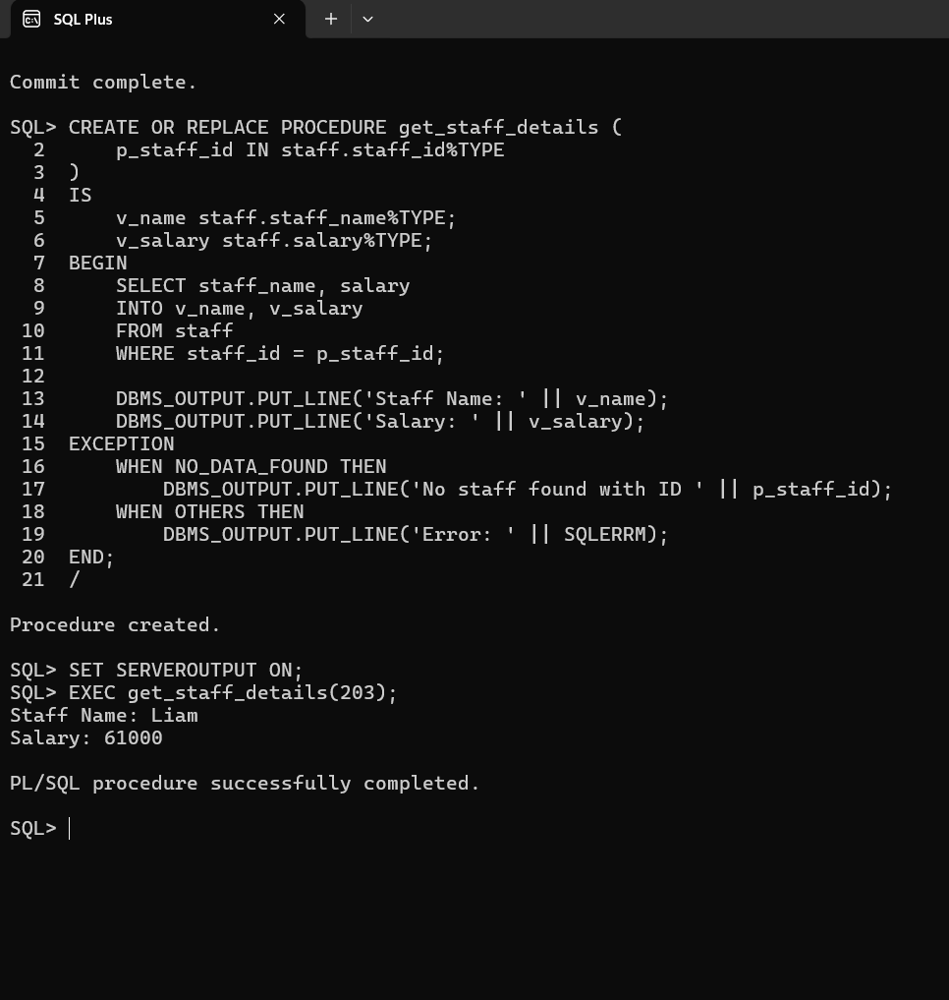 SQL Plus
Commit complete.
SQL> CREATE OR REPLACE PROCEDURE get_staff_details (
  2      p_staff_id IN staff.staff_id%TYPE
  3  )
  4  IS
  5      v_name staff.staff_name%TYPE;
  6      v_salary staff.salary%TYPE;
  7  BEGIN
  8      SELECT staff_name, salary
  9      INTO v_name, v_salary
 10      FROM staff
 11      WHERE staff_id = p_staff_id;
 12
 13      DBMS_OUTPUT.PUT_LINE('Staff Name: ' || v_name);
 14      DBMS_OUTPUT.PUT_LINE('Salary: ' || v_salary);
 15  EXCEPTION
 16      WHEN NO_DATA_FOUND THEN
 17          DBMS_OUTPUT.PUT_LINE('No staff found with ID ' || p_staff_id);
 18      WHEN OTHERS THEN
 19          DBMS_OUTPUT.PUT_LINE('Error: ' || SQLERRM);
 20  END;
 21  /
Procedure created.
SQL> SET SERVEROUTPUT ON;
SQL> EXEC get_staff_details(203);
Staff Name: Liam
Salary: 61000
PL/SQL procedure successfully completed.
SQL>